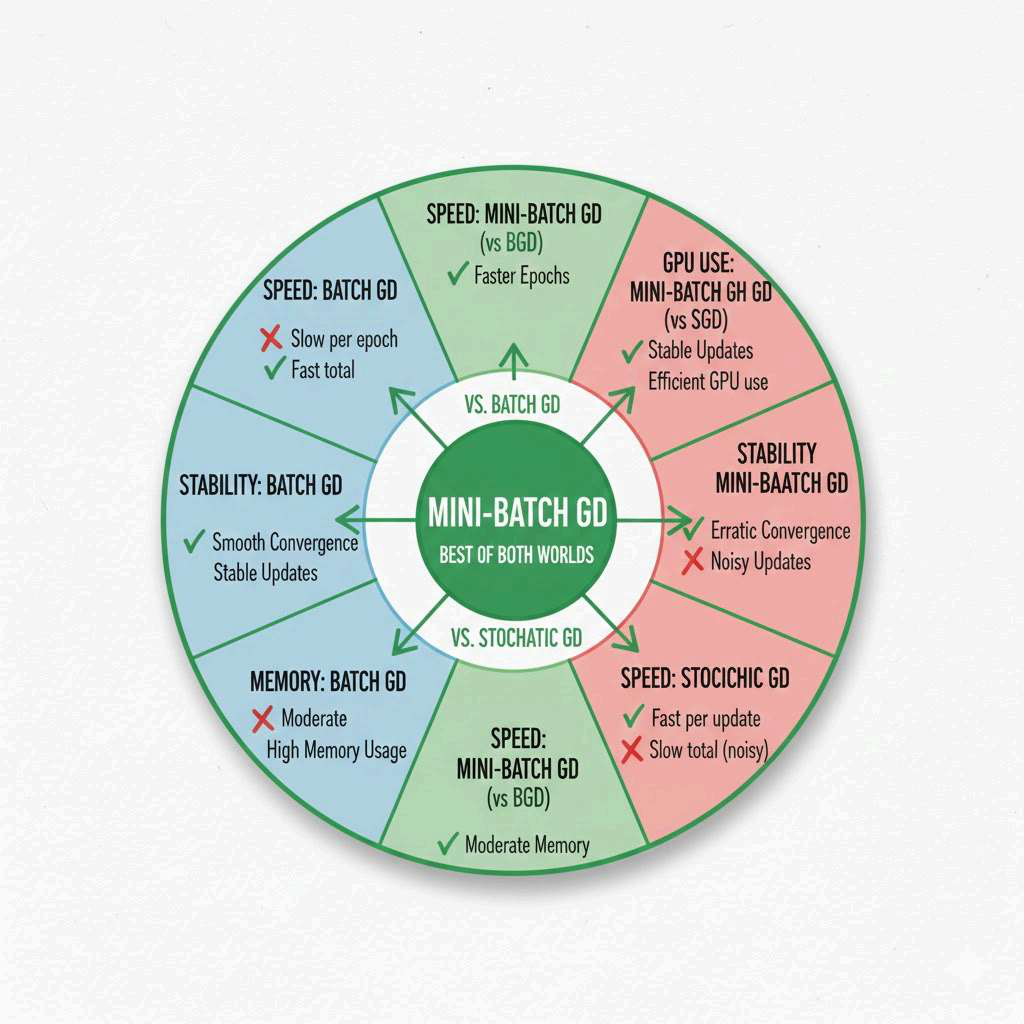 SPEED: MINI-BATCH GD
(vs BGD)
✓ Faster Epochs
GPU USE:
MINI-BATCH GH GD
(vs SGD)
✓ Stable Updates
Efficient GPU use
STABILITY
MINI-BAATCH GD
✓ Erratic Convergence
✗ Noisy Updates
SPEED: STOCICHIC GD
✓ Fast per update
✗ Slow total (noisy)
SPEED:
MINI-BATCH GD
(vs BGD)
✓ Moderate Memory
MEMORY: BATCH GD
✗ Moderate
High Memory Usage
STABILITY: BATCH GD
✓ Smooth Convergence
Stable Updates
SPEED: BATCH GD
✗ Slow per epoch
✓ Fast total
VS. BATCH GD
MINI-BATCH GD
BEST OF BOTH WORLDS
VS. STOCHATIC GD